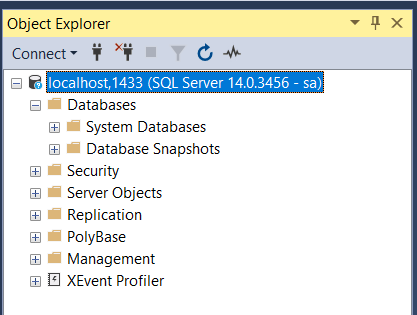 Object Explorer
Connect
localhost,1433 (SQL Server 14.0.3456 - sa)
Databases
System Databases
Database Snapshots
Security
Server Objects
Replication
PolyBase
Management
XEvent Profiler